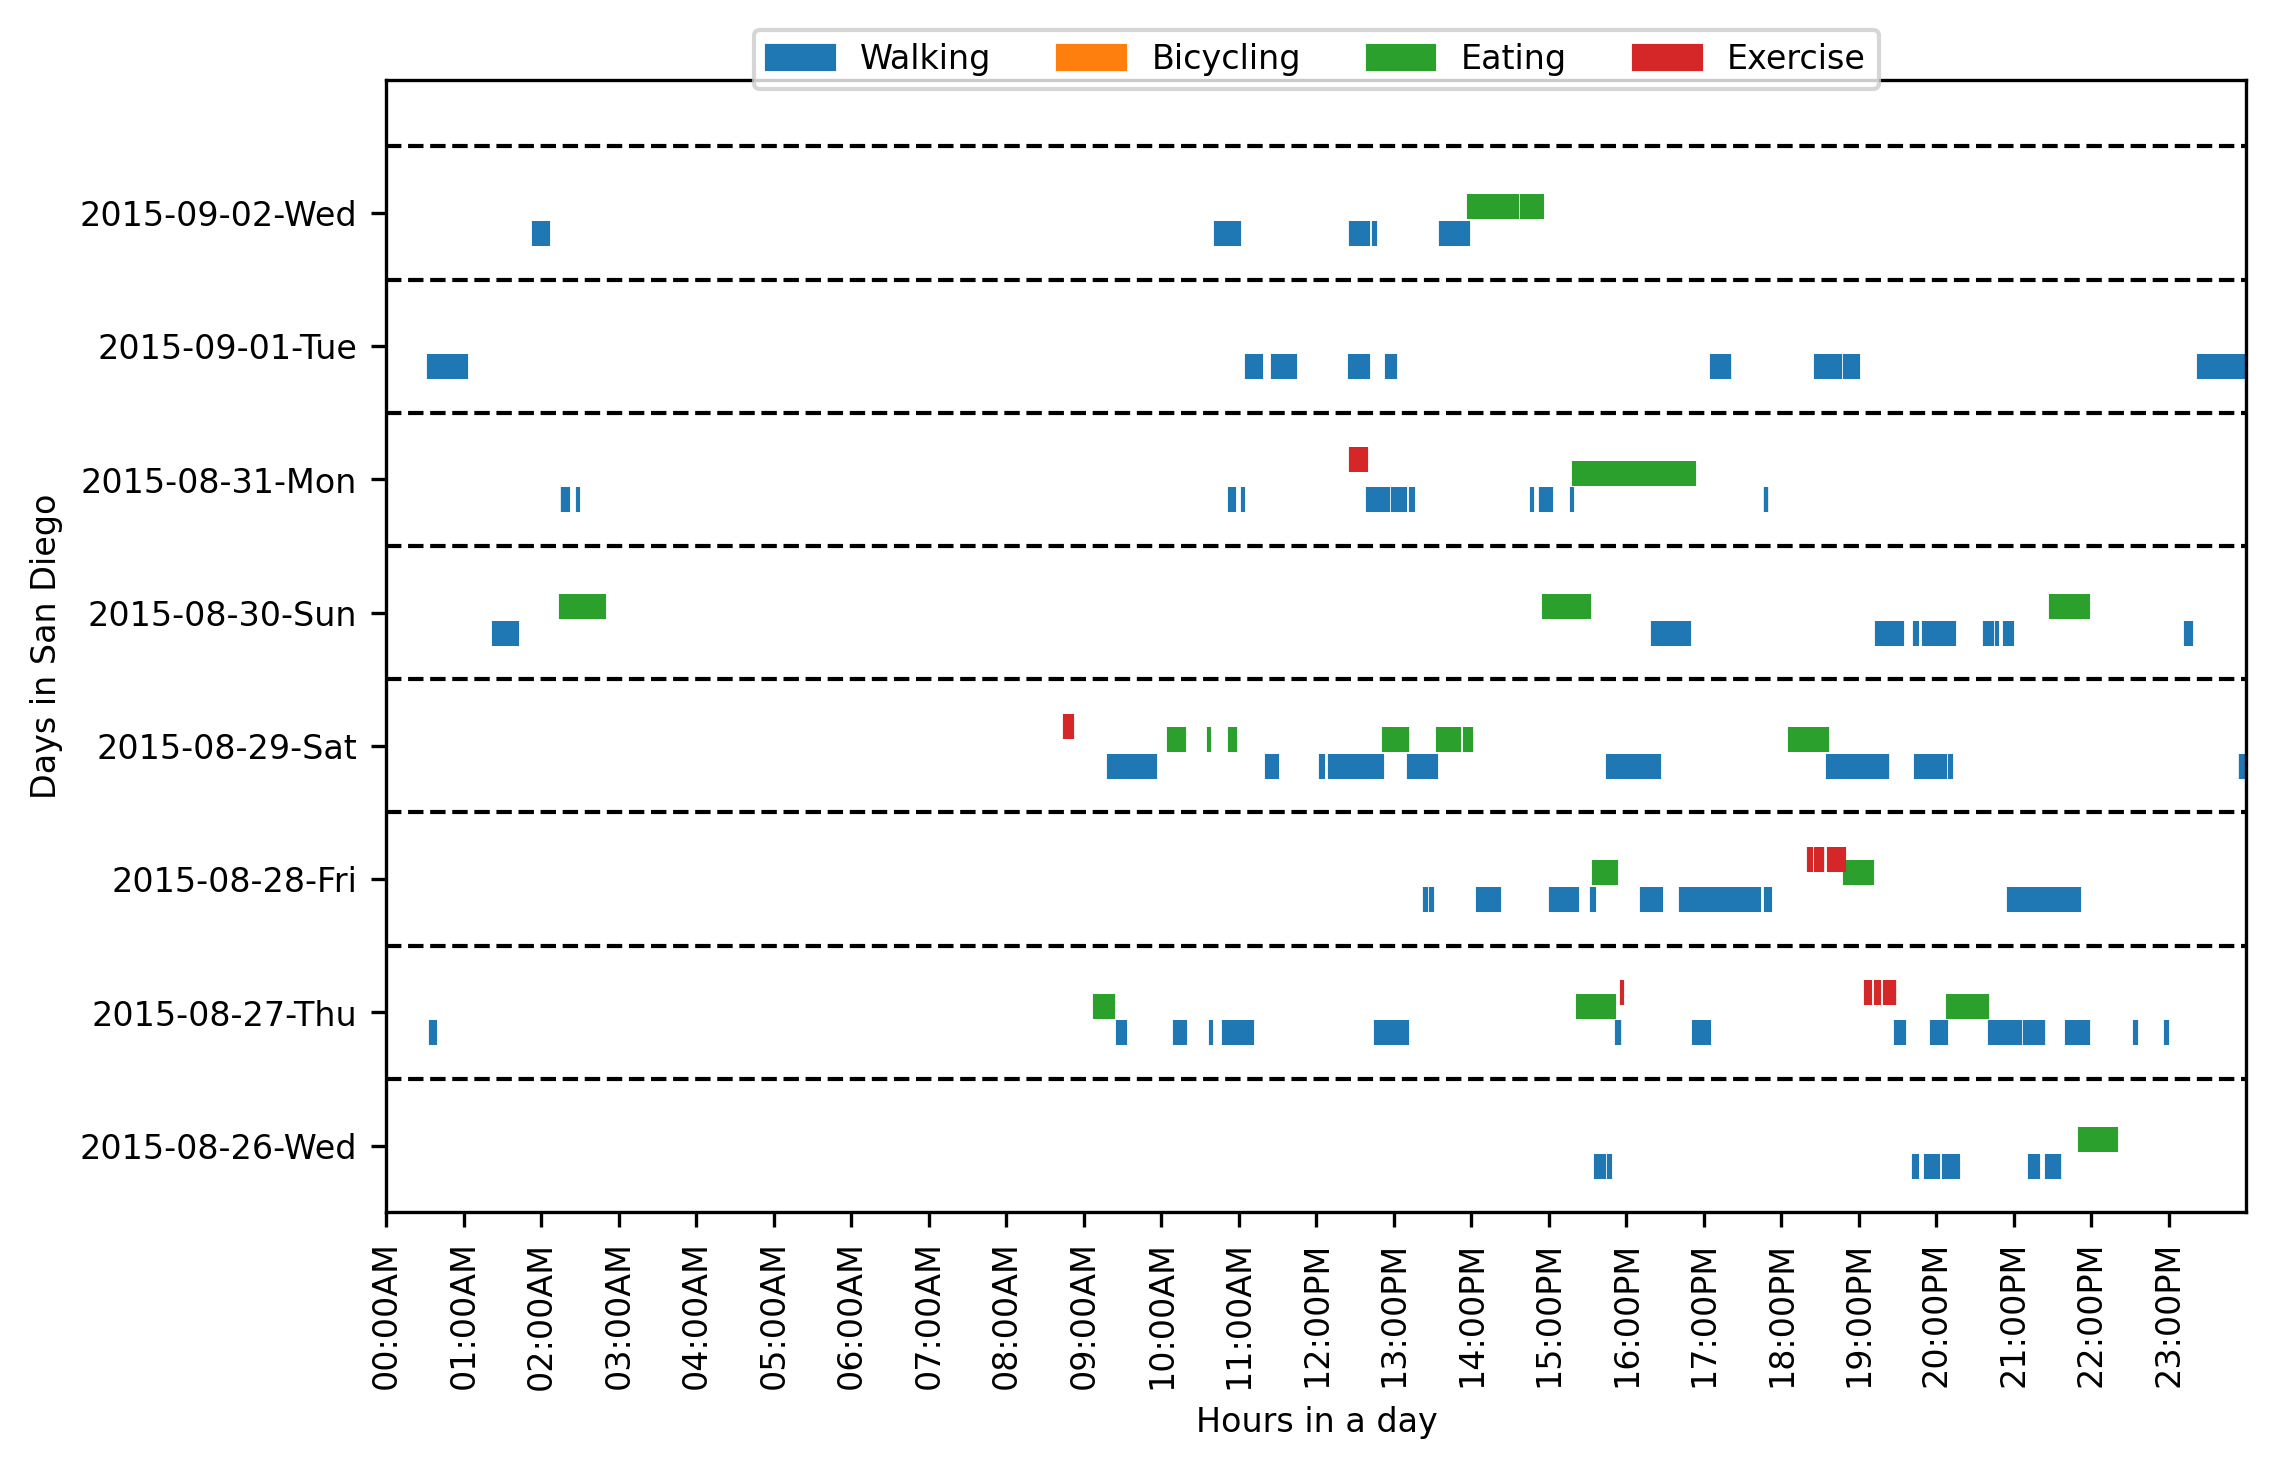 Walking Bicycling Eating Exercise
Days in San Diego
2015-09-02-Wed
2015-09-01-Tue
2015-08-31-Mon
2015-08-30-Sun
2015-08-29-Sat
2015-08-28-Fri
2015-08-27-Thu
2015-08-26-Wed
00:00AM
01:00AM
02:00AM
03:00AM
04:00AM
05:00AM
06:00AM
07:00AM
08:00AM
09:00AM
10:00AM
11:00AM
12:00PM
13:00PM
14:00PM
15:00PM
16:00PM
17:00PM
18:00PM
19:00PM
20:00PM
21:00PM
22:00PM
23:00PM
Hours in a day